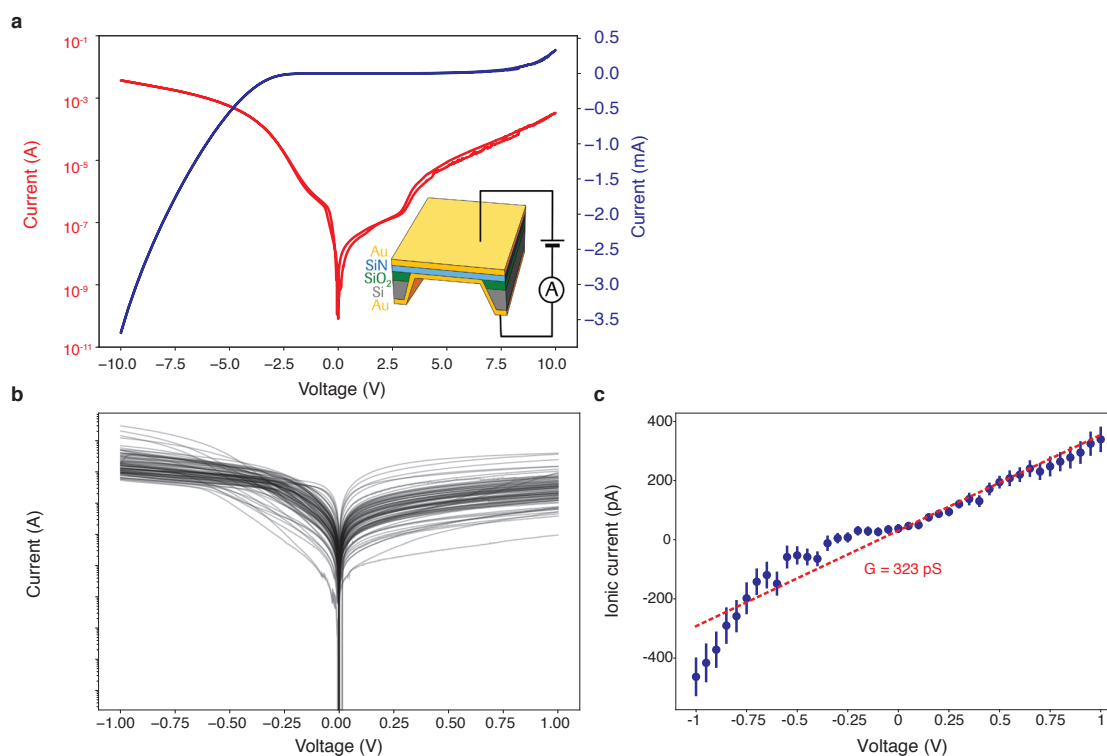 a
10⁻¹
10⁻³
10⁻⁵
10⁻⁷
10⁻⁹
10⁻¹¹
Current (A)
0.5
0.0
−0.5
−1.0
−1.5
−2.0
−2.5
−3.0
−3.5
Current (mA)
Au
SiN
SiO₂
Si
Au
A
−10.0 −7.5 −5.0 −2.5 0.0 2.5 5.0 7.5 10.0
Voltage (V)
b
Current (A)
−1.00 −0.75 −0.50 −0.25 0.00 0.25 0.50 0.75 1.00
Voltage (V)
c
400
200
0
-200
-400
Ionic current (pA)
G = 323 pS
-1 -0.75 -0.5 -0.25 0 0.25 0.5 0.75 1
Voltage (V)